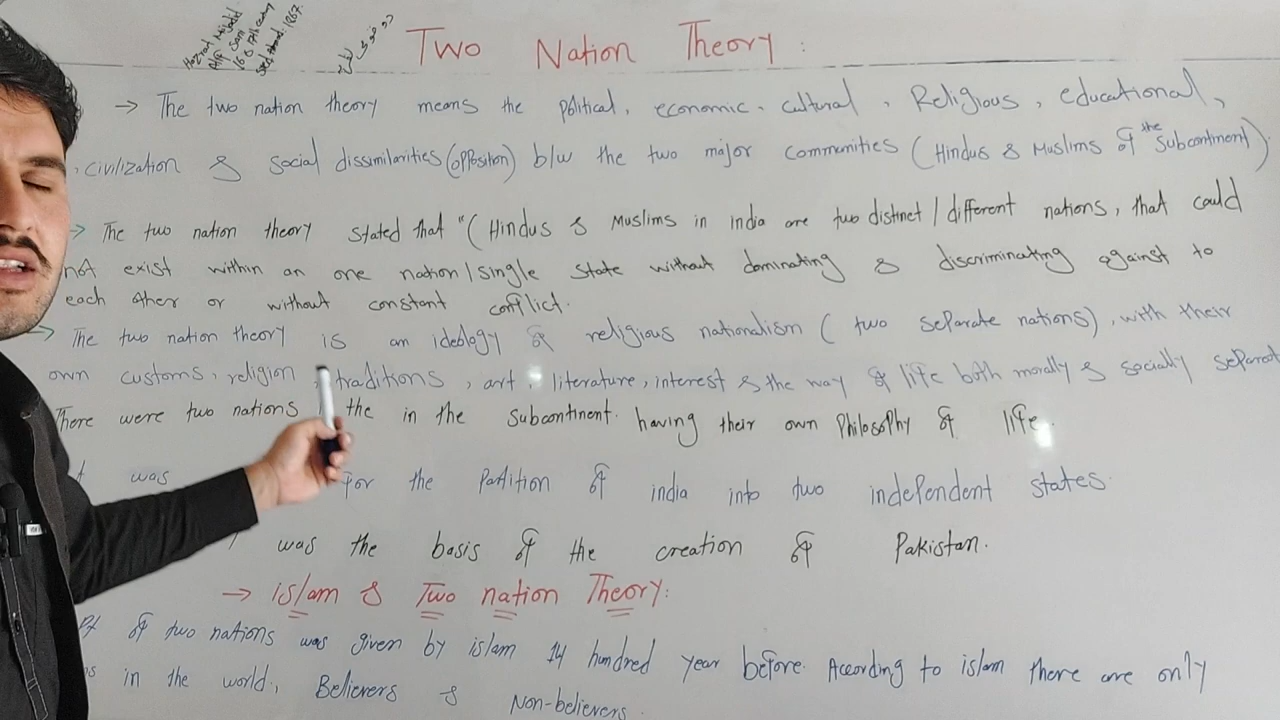 Two Nation Theory :
→ The two nation theory means the political, economic, cultural, Religious, educational,
civilization & social dissimilarities (opposition) b/w the two major communities (Hindus & Muslims of the Subcontinent)
→ The two nation theory stated that "(Hindus & Muslims in india are two distinct / different nations, that could
not exist within an one nation / single state without dominating & discriminating against to
each other or without constant conflict.
→ The two nation theory is an ideology of religious nationalism (two separate nations), with their
own customs, religion, traditions, art, literature, interest & the way of life both morally & socially separate
There were two nations the in the subcontinent having their own Philosophy of life.
was for the Partition of india into two independent states.
was the basis of the creation of Pakistan.
→ islam & Two nation Theory:
of two nations was given by islam 14 hundred year before. According to islam there are only
in the world, Believers & Non-believers.